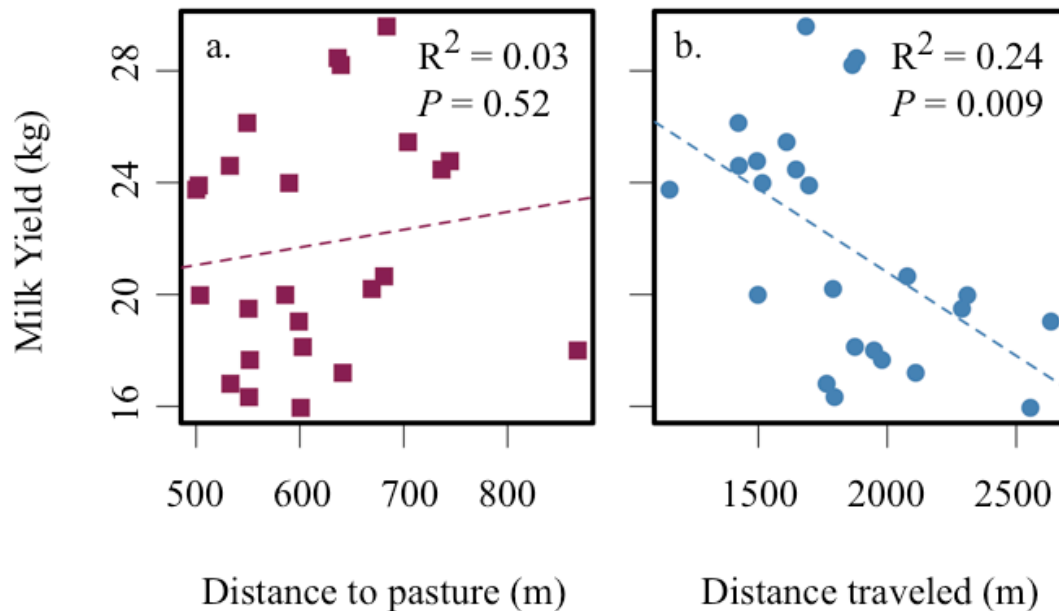 a.
R² = 0.03
P = 0.52
b.
R² = 0.24
P = 0.009
Milk Yield (kg)
28
24
20
16
500 600 700 800
1500 2000 2500
Distance to pasture (m)
Distance traveled (m)